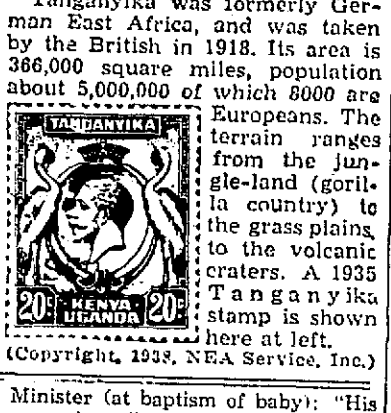 Tanganyika was formerly Ger-
man East Africa, and was taken
by the British in 1918. Its area is
366,000 square miles, population
about 5,000,000 of which 8000 are
Europeans. The
terrain ranges
from the jun-
gle-land (goril-
la country) to
the grass plains,
to the volcanic
craters. A 1935
Tanganyika
stamp is shown
here at left.
TANGANYIKA
20c KENYA 20c
UGANDA
(Copyright, 1938, NEA Service, Inc.)
Minister (at baptism of baby): "His